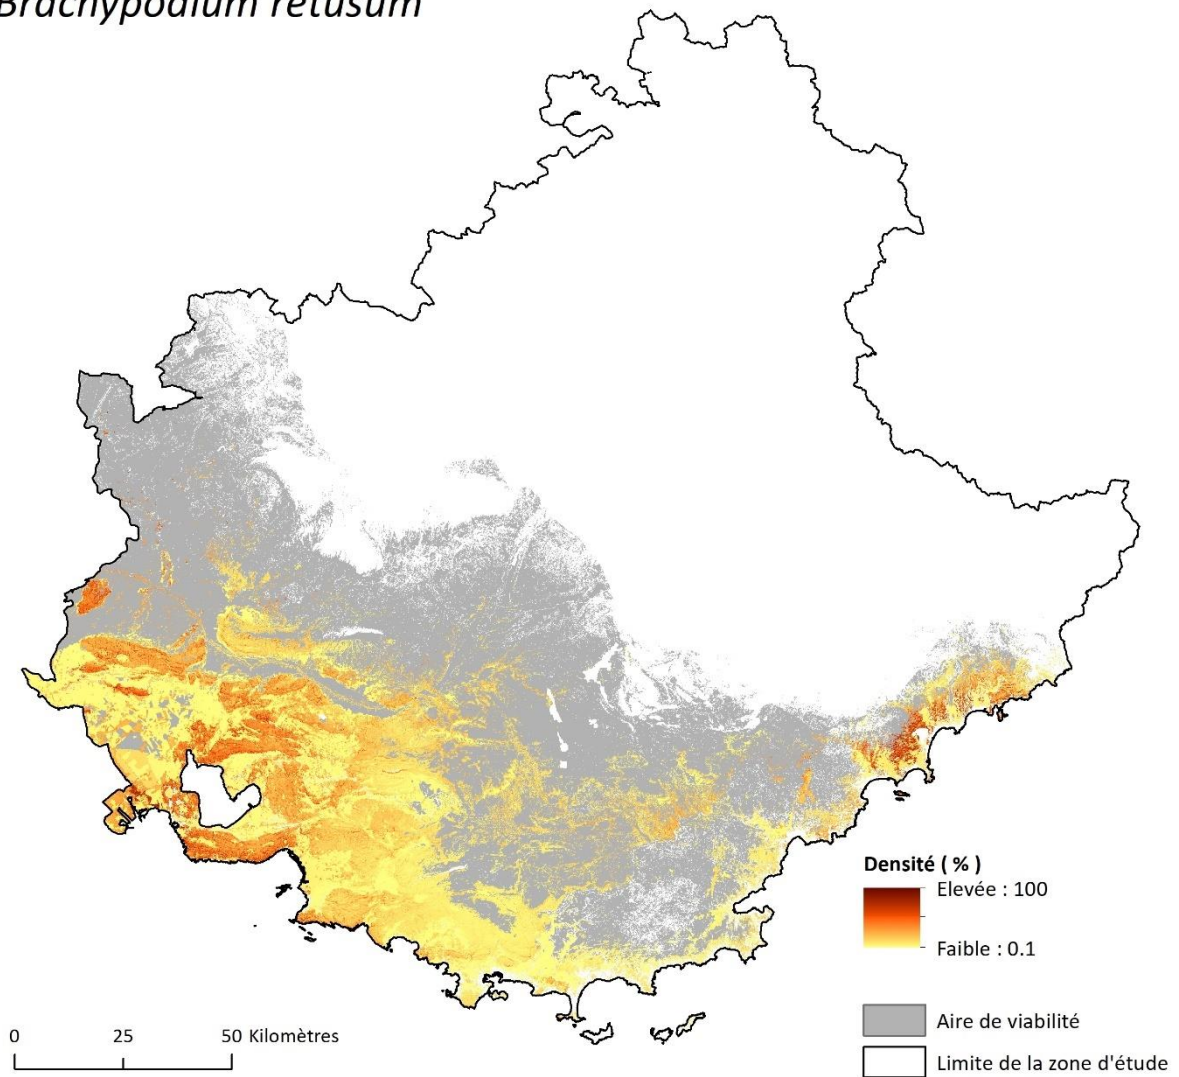 Brachypodium retusum
Densité ( % )
Elevée : 100
Faible : 0.1
Aire de viabilité
Limite de la zone d'étude
0 25 50 Kilomètres